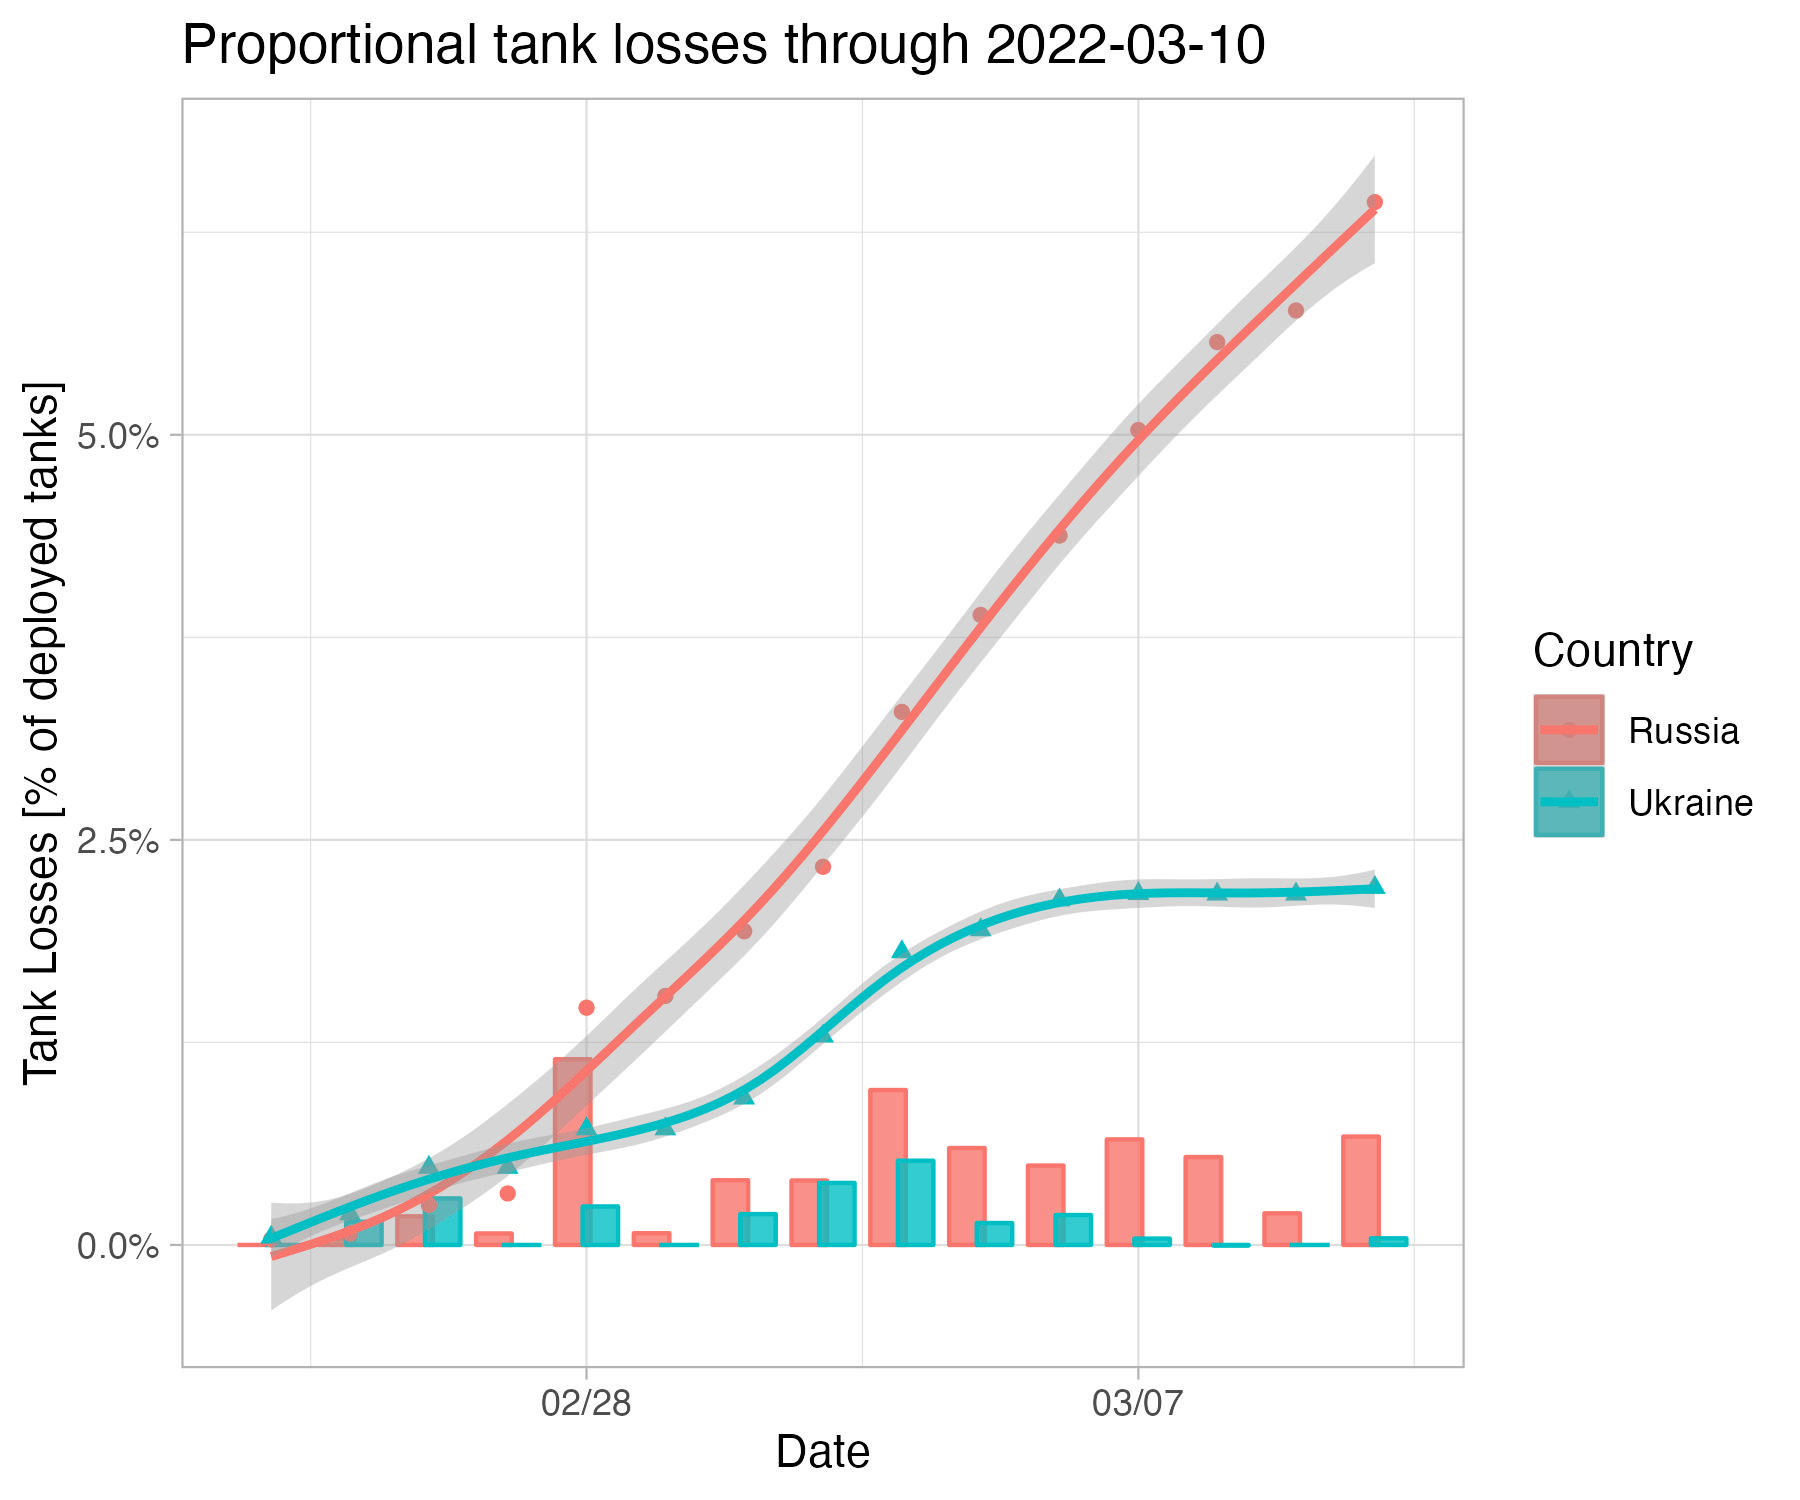 Proportional tank losses through 2022-03-10
Tank Losses [% of deployed tanks]
5.0%
2.5%
0.0%
02/28
03/07
Date
Country
Russia
Ukraine